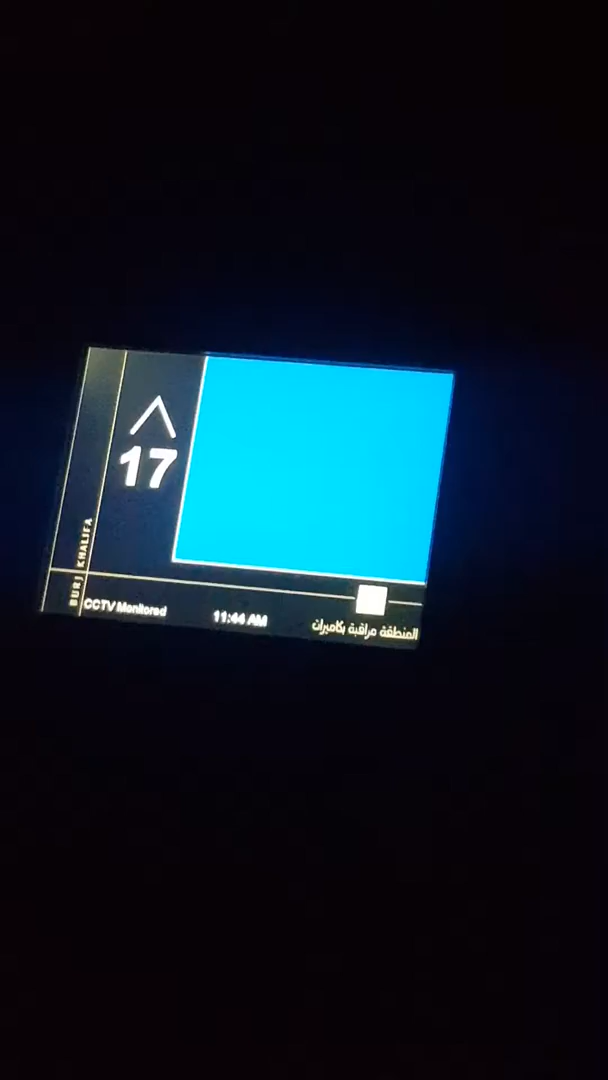 17
BURJ KHALIFA
CCTV Monitored
11:44 AM
المنطقة مراقبة بكاميرات